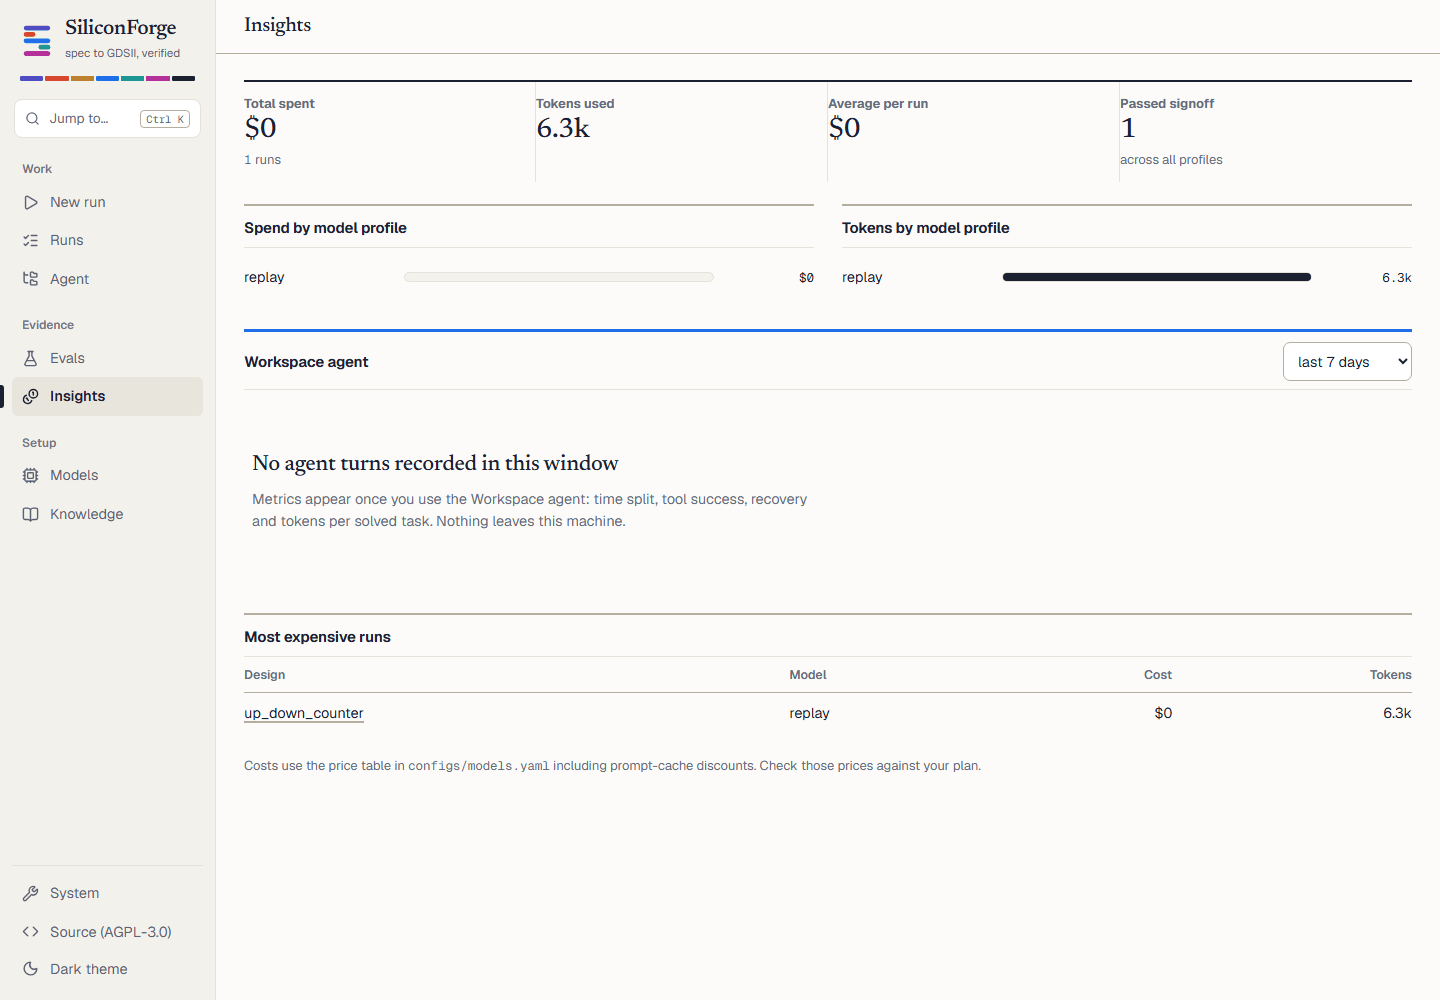 SiliconForge
spec to GDSII, verified
Jump to...
Ctrl K
Work
New run
Runs
Agent
Evidence
Evals
Insights
Setup
Models
Knowledge
System
Source (AGPL-3.0)
Dark theme
Insights
Total spent
$0
1 runs
Tokens used
6.3k
Average per run
$0
Passed signoff
1
across all profiles
Spend by model profile
replay $0
Tokens by model profile
replay 6.3k
Workspace agent
last 7 days
No agent turns recorded in this window
Metrics appear once you use the Workspace agent: time split, tool success, recovery
and tokens per solved task. Nothing leaves this machine.
Most expensive runs
Design Model Cost Tokens
up_down_counter replay $0 6.3k
Costs use the price table in configs/models.yaml including prompt-cache discounts. Check those prices against your plan.